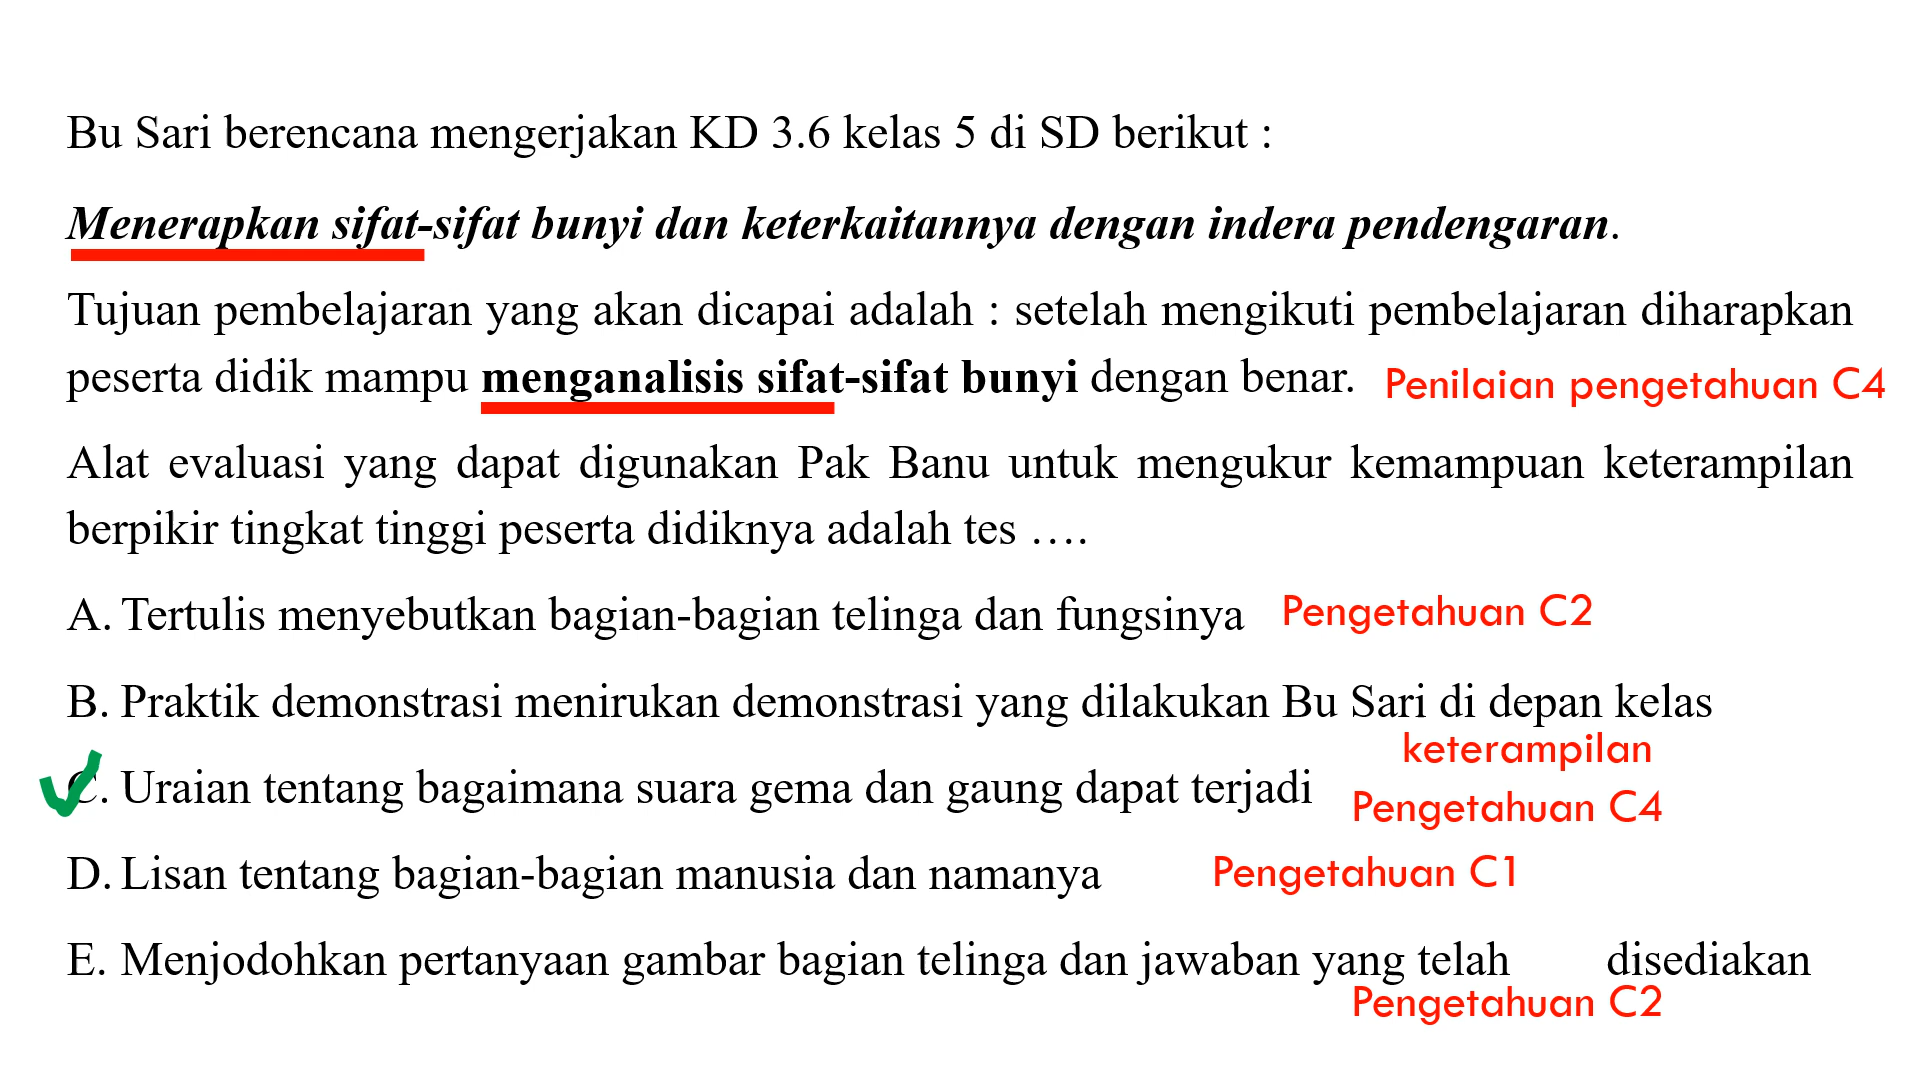 Bu Sari berencana mengerjakan KD 3.6 kelas 5 di SD berikut :
Menerapkan sifat-sifat bunyi dan keterkaitannya dengan indera pendengaran.
Tujuan pembelajaran yang akan dicapai adalah : setelah mengikuti pembelajaran diharapkan
peserta didik mampu menganalisis sifat-sifat bunyi dengan benar. Penilaian pengetahuan C4
Alat evaluasi yang dapat digunakan Pak Banu untuk mengukur kemampuan keterampilan
berpikir tingkat tinggi peserta didiknya adalah tes ….
A. Tertulis menyebutkan bagian-bagian telinga dan fungsinya Pengetahuan C2
B. Praktik demonstrasi menirukan demonstrasi yang dilakukan Bu Sari di depan kelas
keterampilan
C. Uraian tentang bagaimana suara gema dan gaung dapat terjadi Pengetahuan C4
D. Lisan tentang bagian-bagian manusia dan namanya Pengetahuan C1
E. Menjodohkan pertanyaan gambar bagian telinga dan jawaban yang telah disediakan
Pengetahuan C2